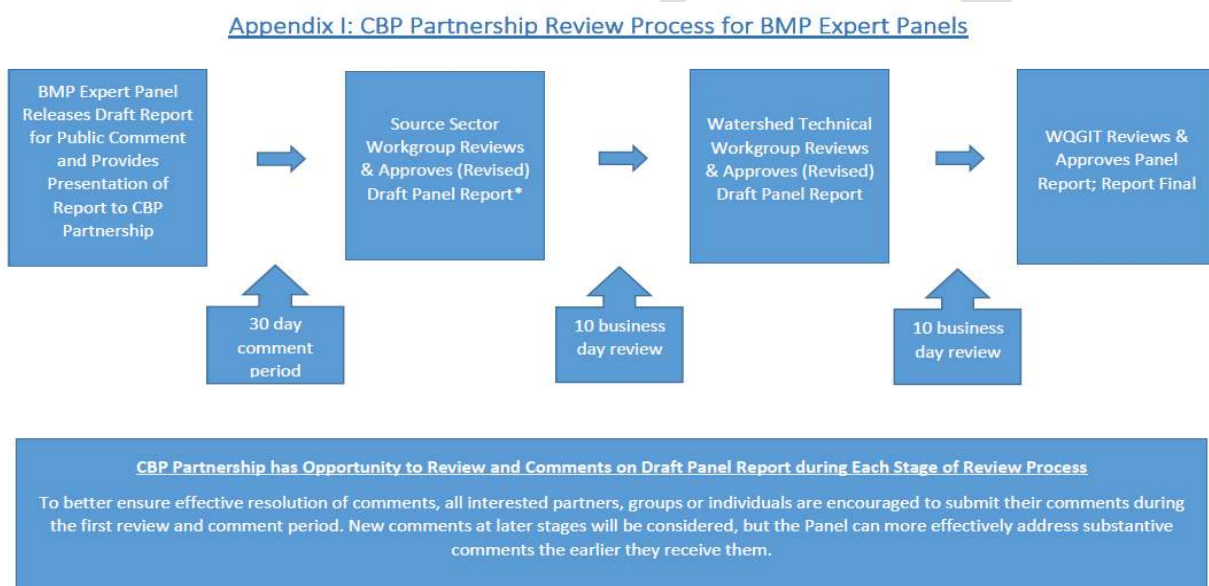 Appendix I: CBP Partnership Review Process for BMP Expert Panels
BMP Expert Panel
Releases Draft Report
for Public Comment
and Provides
Presentation of
Report to CBP
Partnership
Source Sector
Workgroup Reviews
& Approves (Revised)
Draft Panel Report*
Watershed Technical
Workgroup Reviews
& Approves (Revised)
Draft Panel Report
WQGIT Reviews &
Approves Panel
Report; Report Final
30 day
comment
period
10 business
day review
10 business
day review
CBP Partnership has Opportunity to Review and Comments on Draft Panel Report during Each Stage of Review Process
To better ensure effective resolution of comments, all interested partners, groups or individuals are encouraged to submit their comments during
the first review and comment period. New comments at later stages will be considered, but the Panel can more effectively address substantive
comments the earlier they receive them.